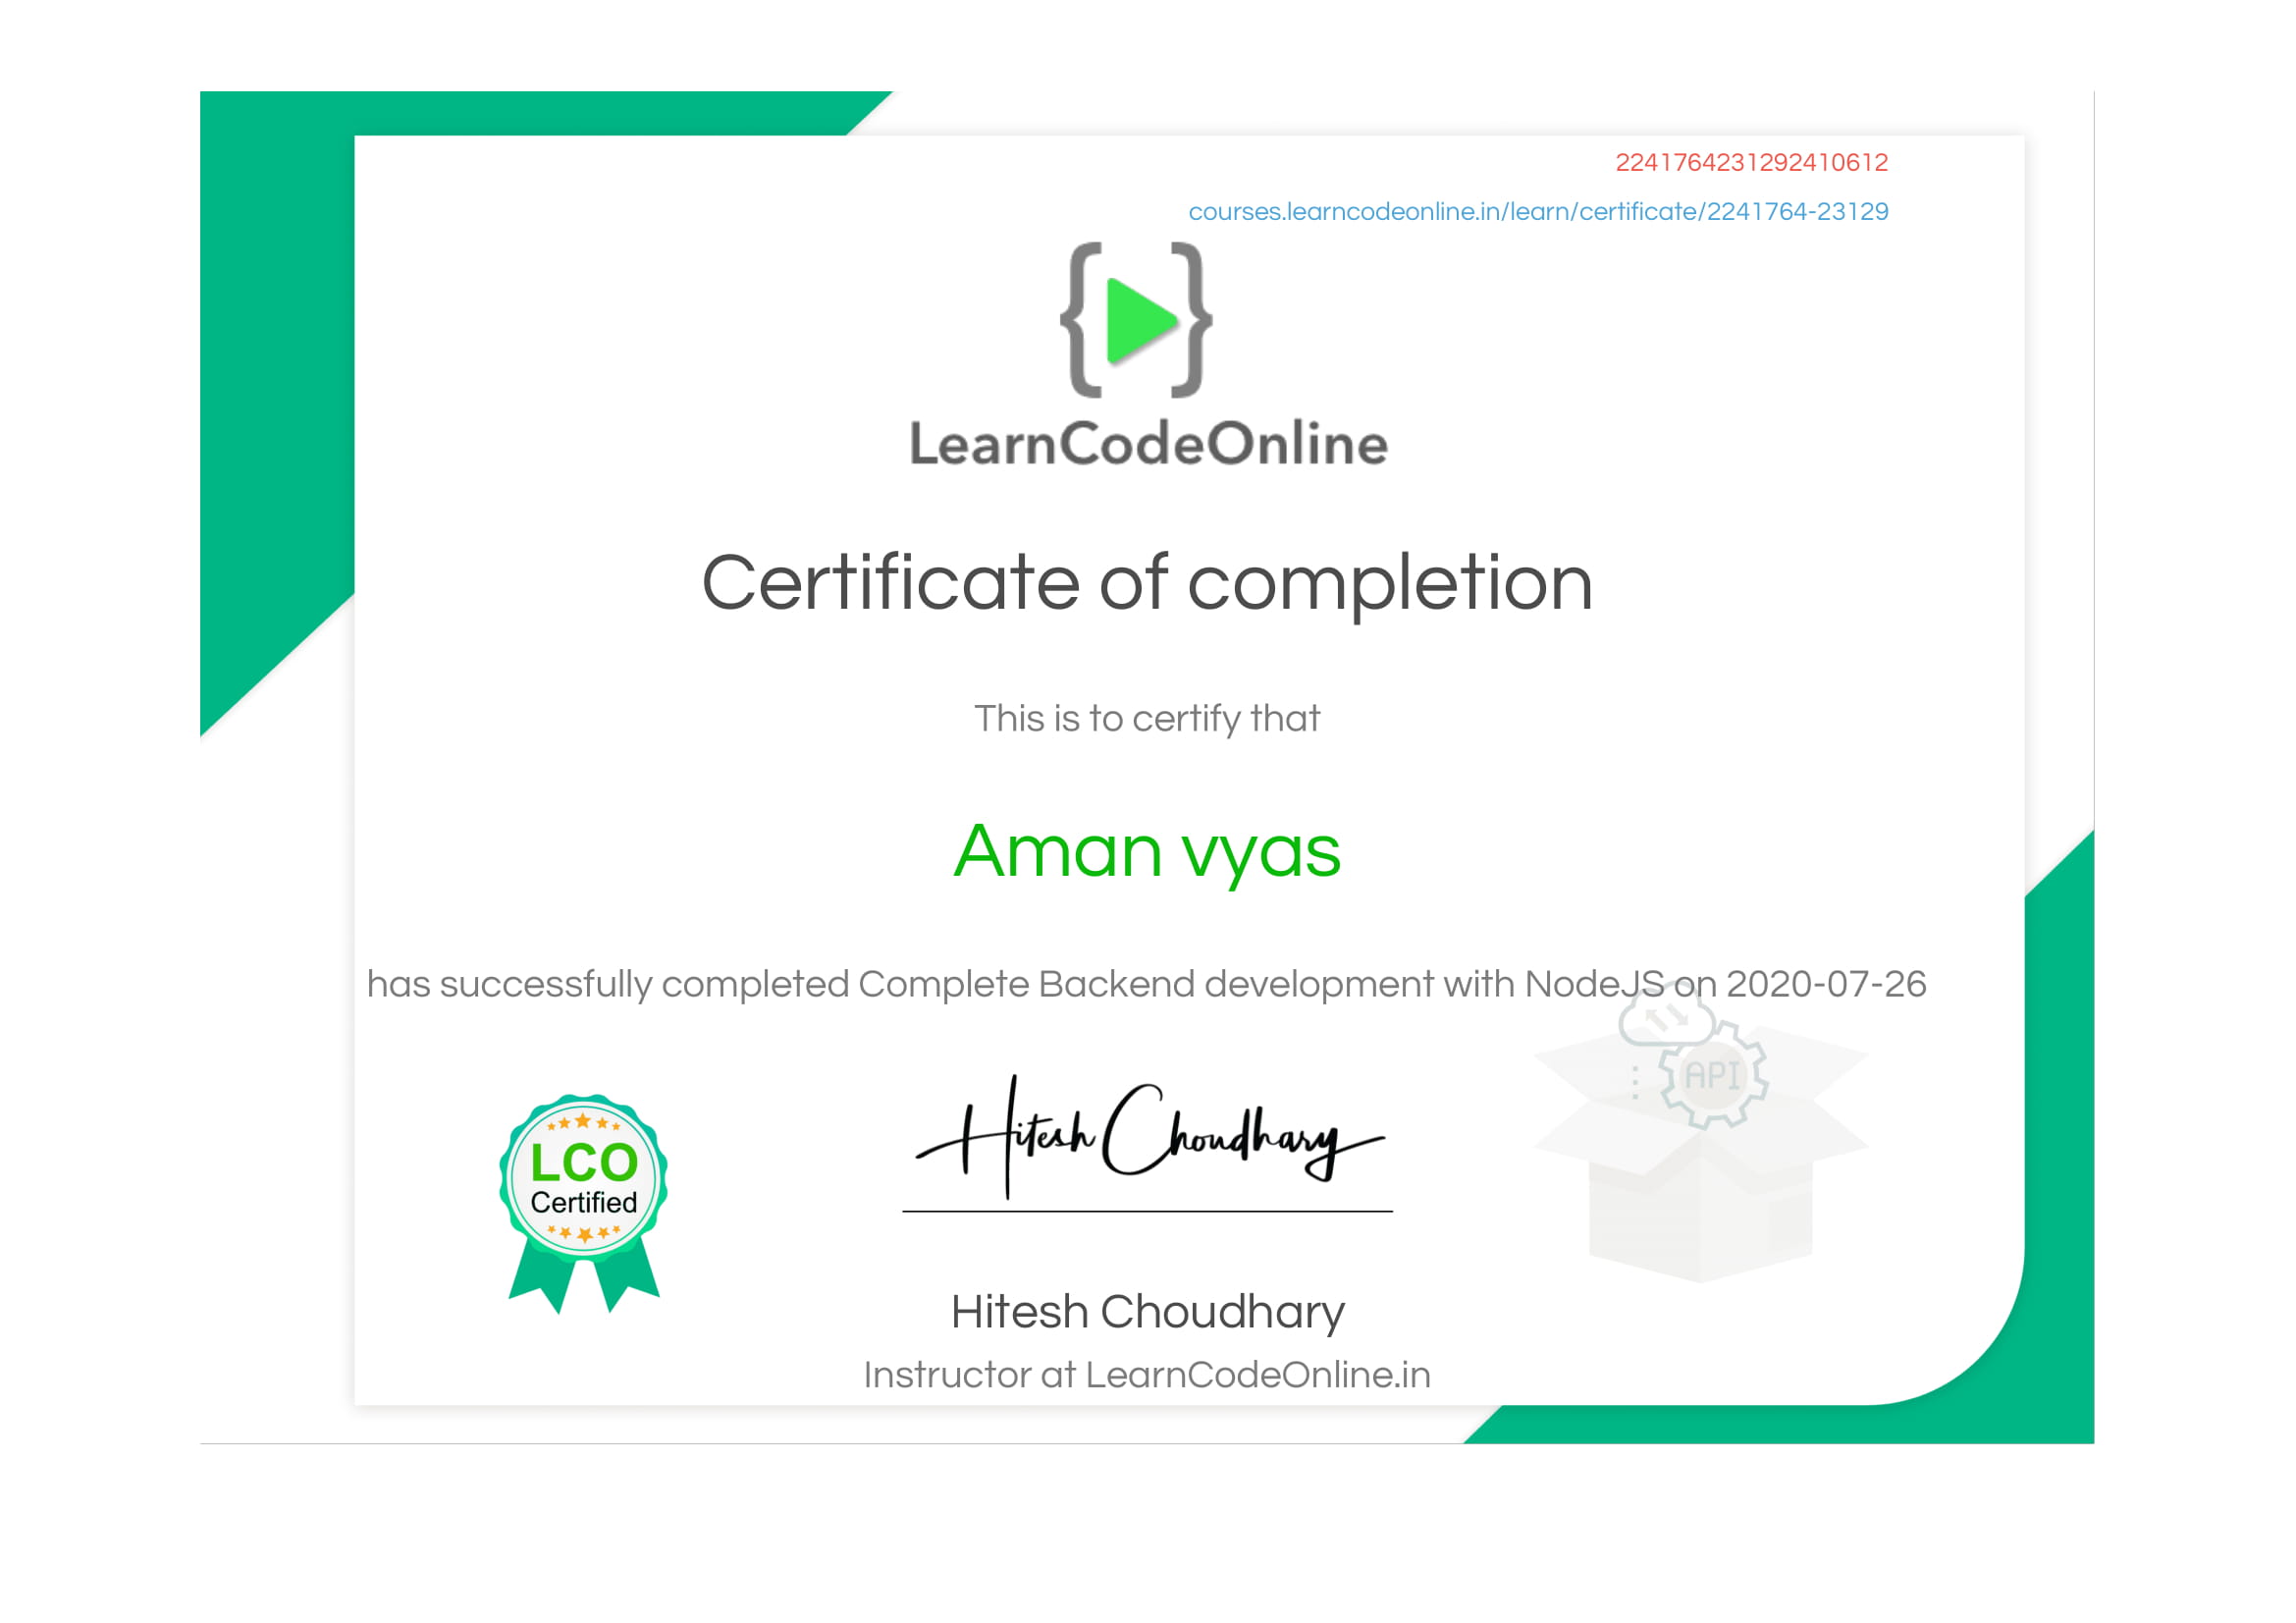 2241764231292410612
courses.learncodeonline.in/learn/certificate/2241764-23129
LearnCodeOnline
Certificate of completion
This is to certify that
Aman vyas
has successfully completed Complete Backend development with NodeJS on 2020-07-26
API
LCO
Certified
Hitesh Choudhary
Hitesh Choudhary
Instructor at LearnCodeOnline.in